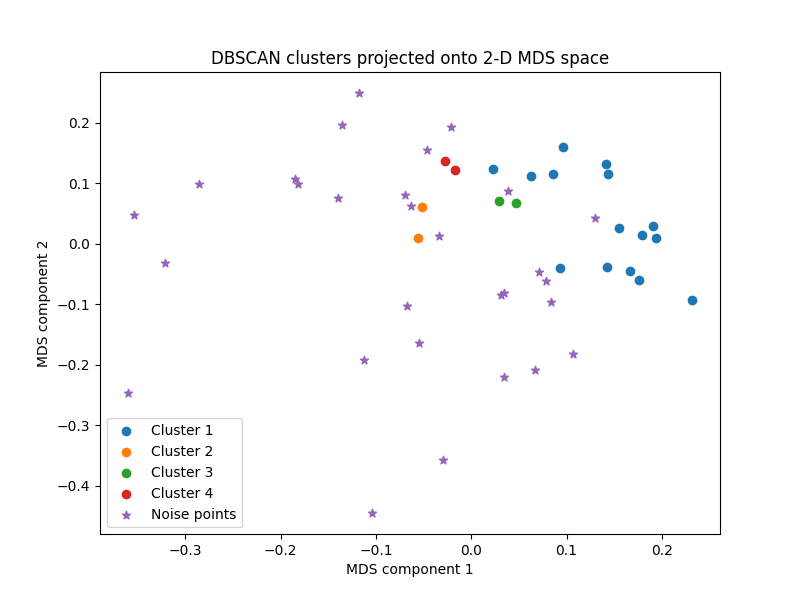 DBSCAN clusters projected onto 2-D MDS space
MDS component 2
0.2
0.1
0.0
−0.1
−0.2
−0.3
−0.4
Cluster 1
Cluster 2
Cluster 3
Cluster 4
Noise points
−0.3
−0.2
−0.1
0.0
0.1
0.2
MDS component 1